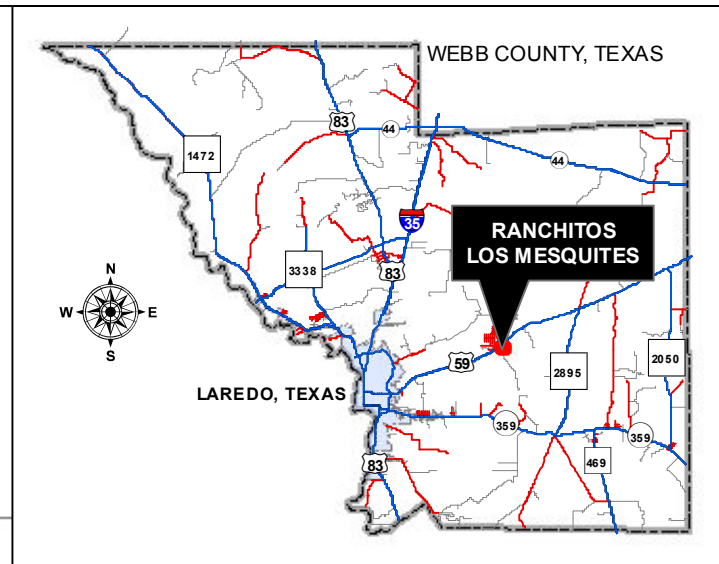 WEBB COUNTY, TEXAS
83
44
1472
44
35
RANCHITOS
LOS MESQUITES
3338
83
N
W
E
S
59
2895
2050
LAREDO, TEXAS
359
359
83
469